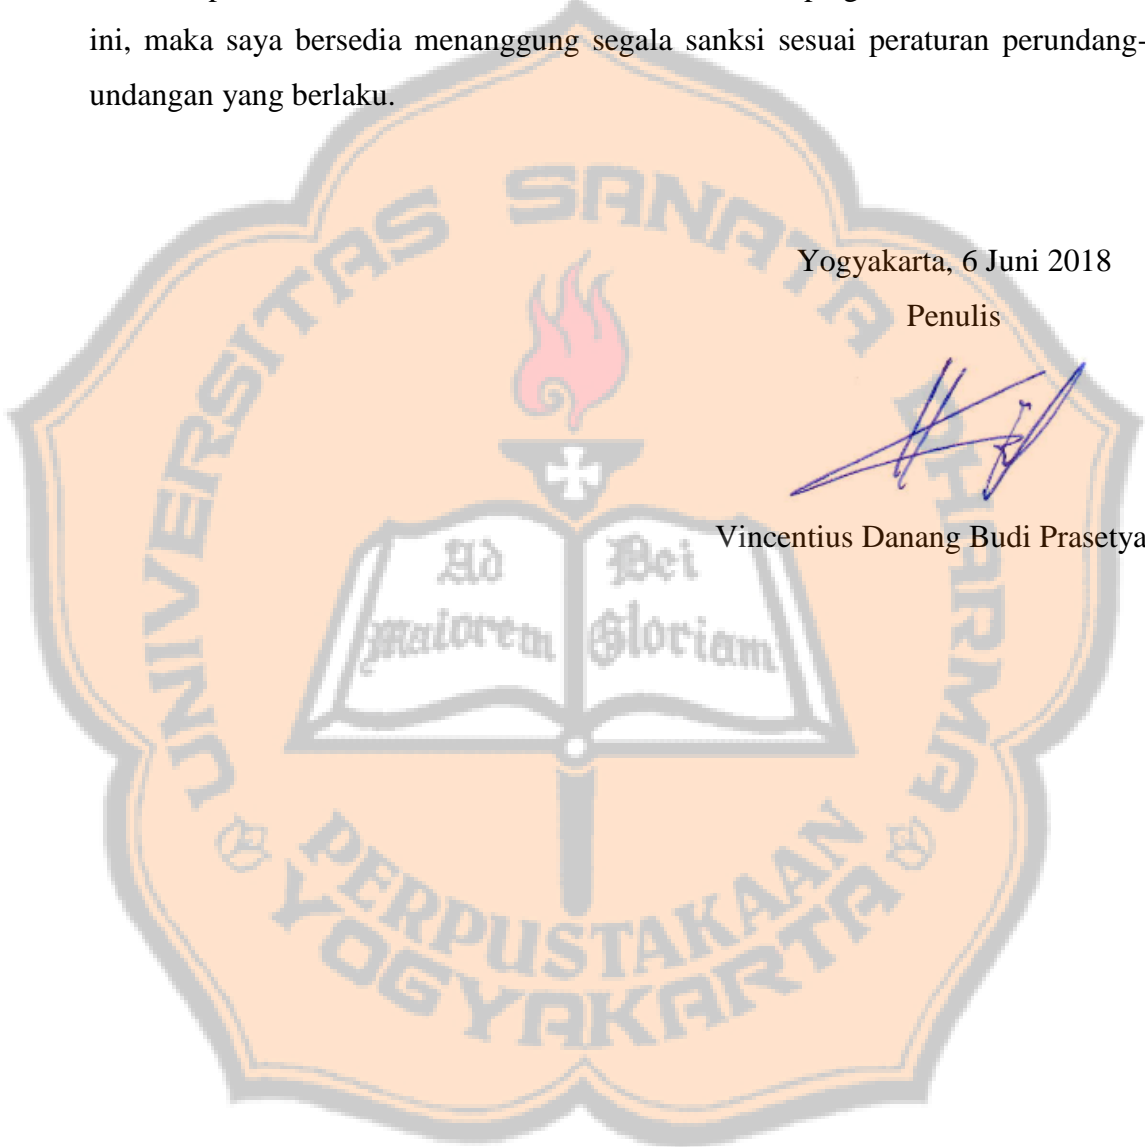 ini, maka saya bersedia menanggung segala sanksi sesuai peraturan perundang-
undangan yang berlaku.
UNIVERSITAS SANATA DHARMA
Yogyakarta, 6 Juni 2018
Penulis
Vincentius Danang Budi Prasetya
Ad
maiorem
Dei
Gloriam
PERPUSTAKAAN
YOGYAKARTA